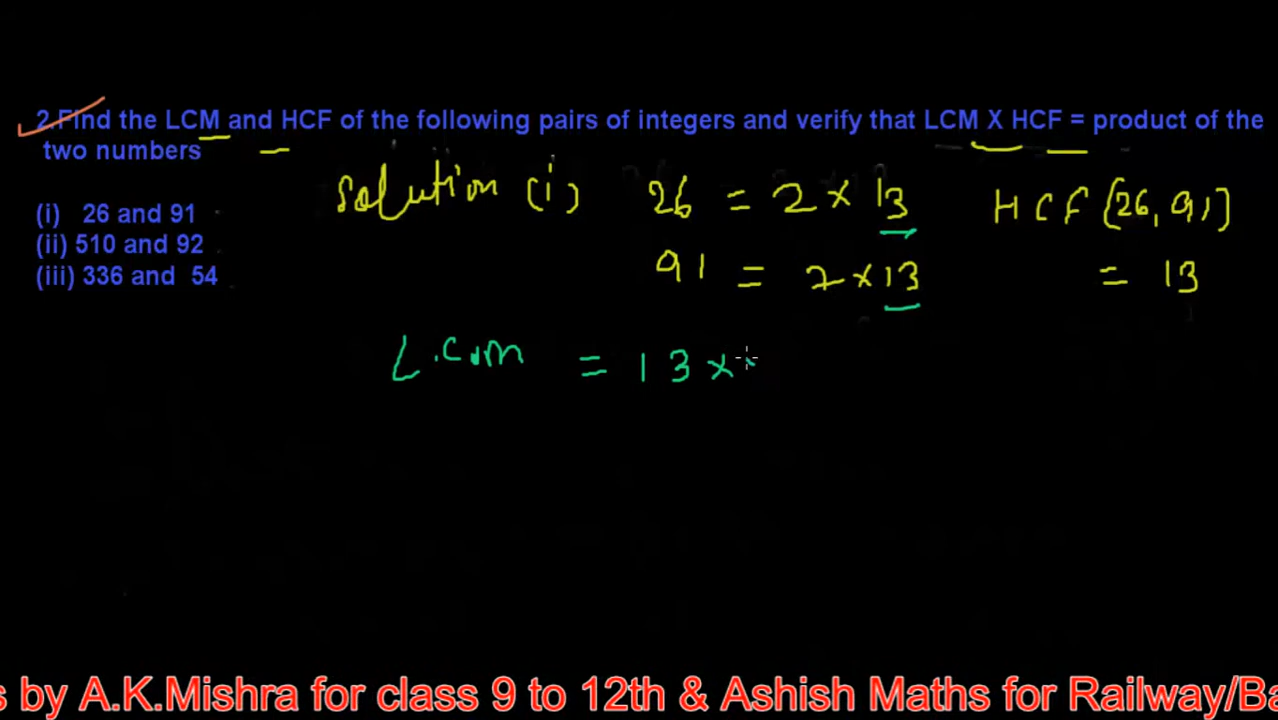 2.Find the LCM and HCF of the following pairs of integers and verify that LCM X HCF = product of the
two numbers
(i) 26 and 91
(ii) 510 and 92
(iii) 336 and 54
Solution (i) 26 = 2 × 13
91 = 7 × 13
HCF [26, 91]
= 13
L.C.M = 13 ×
s by A.K.Mishra for class 9 to 12th & Ashish Maths for Railway/Ba